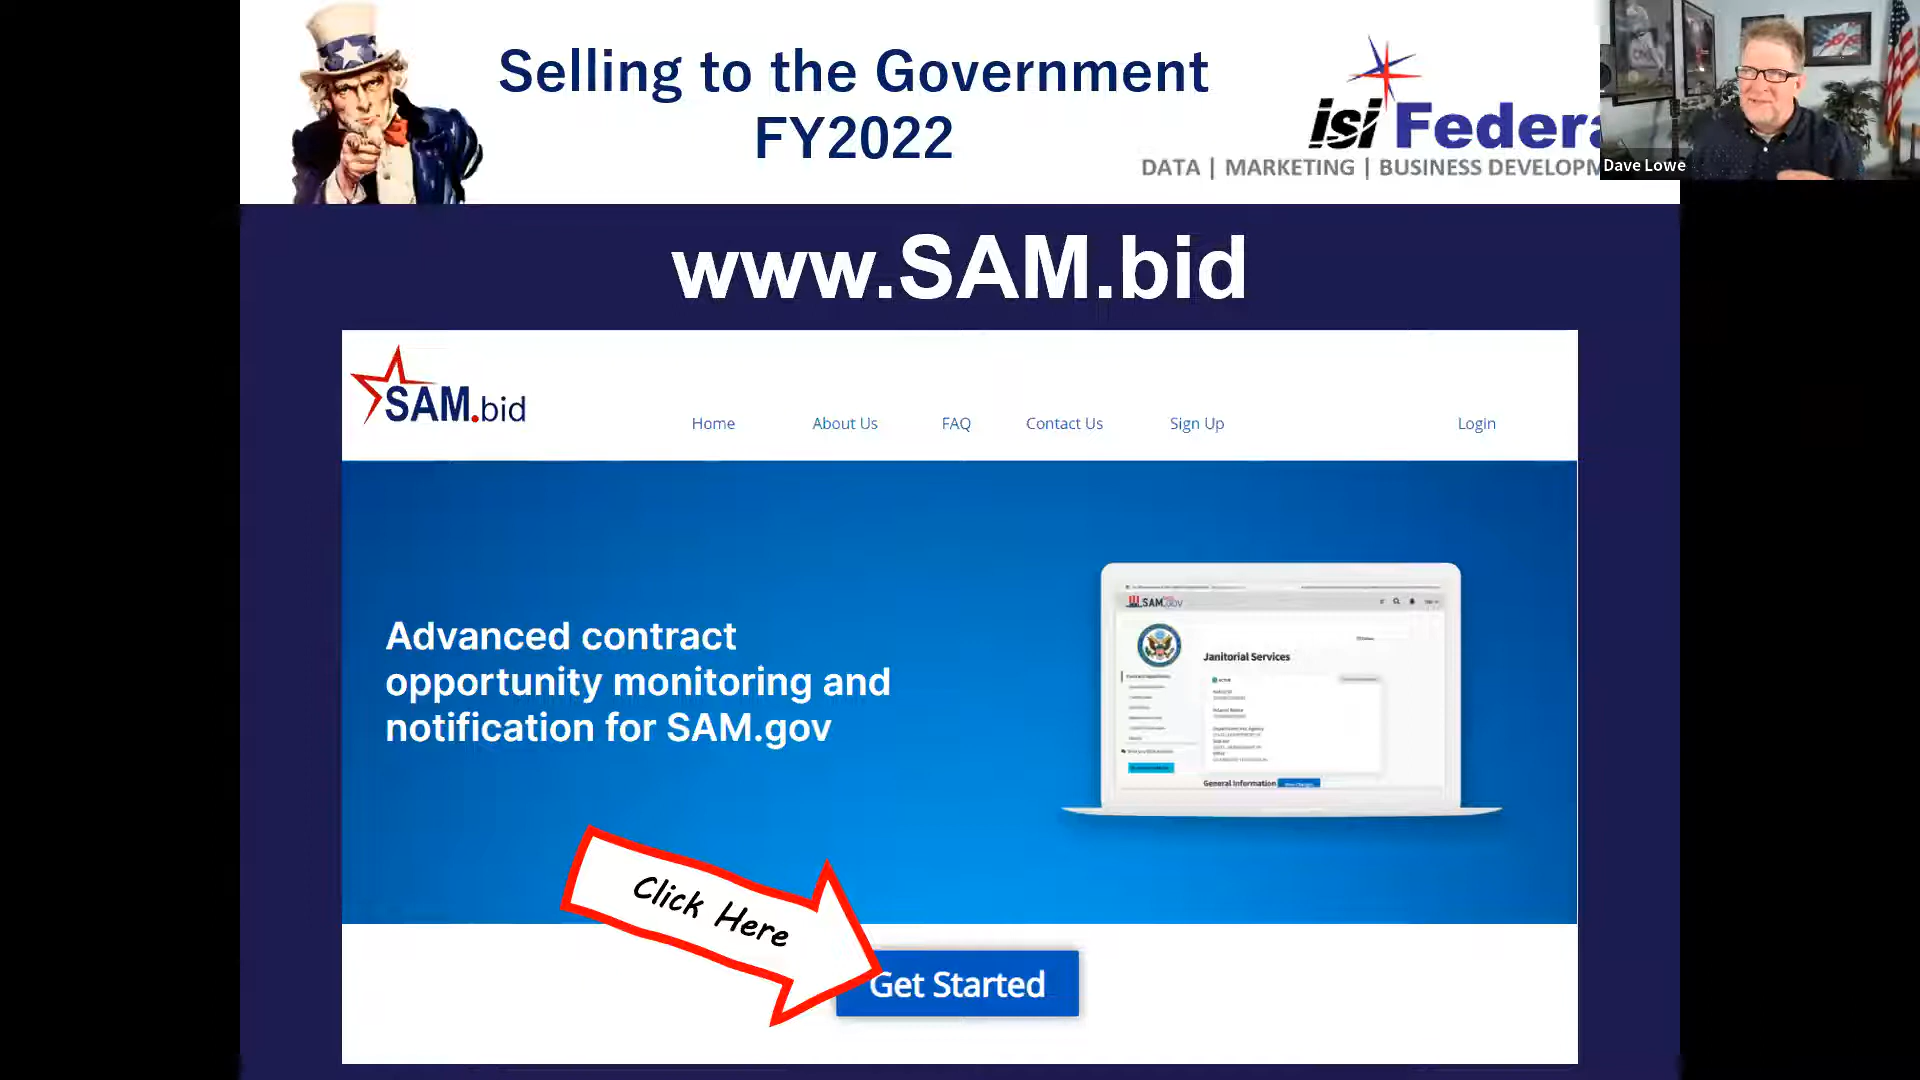 Selling to the Government
FY2022
isi Federa
DATA | MARKETING | BUSINESS DEVELOPM
Dave Lowe
www.SAM.bid
SAM.bid
Home
About Us
FAQ
Contact Us
Sign Up
Login
Advanced contract
opportunity monitoring and
notification for SAM.gov
SAM.gov
Janitorial Services
ACTIVE
General Information
Click Here
Get Started